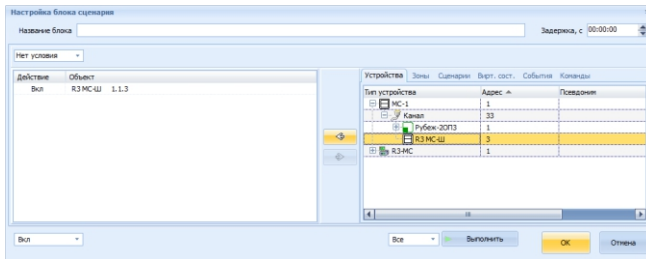 Настройка блока сценария
Название блока Задержка, с 00:00:00
Нет условия
Действие Объект
Вкл R3 МС-Ш 1.1.3
Устройства Зоны Сценарии Вирт. сост. События Команды
Тип устройства Адрес Псевдоним
МС-1 1
Канал 33
Рубеж-2ОП3 1
R3 МС-Ш 3
R3-МС 1
Вкл Все Выполнить ОК Отмена